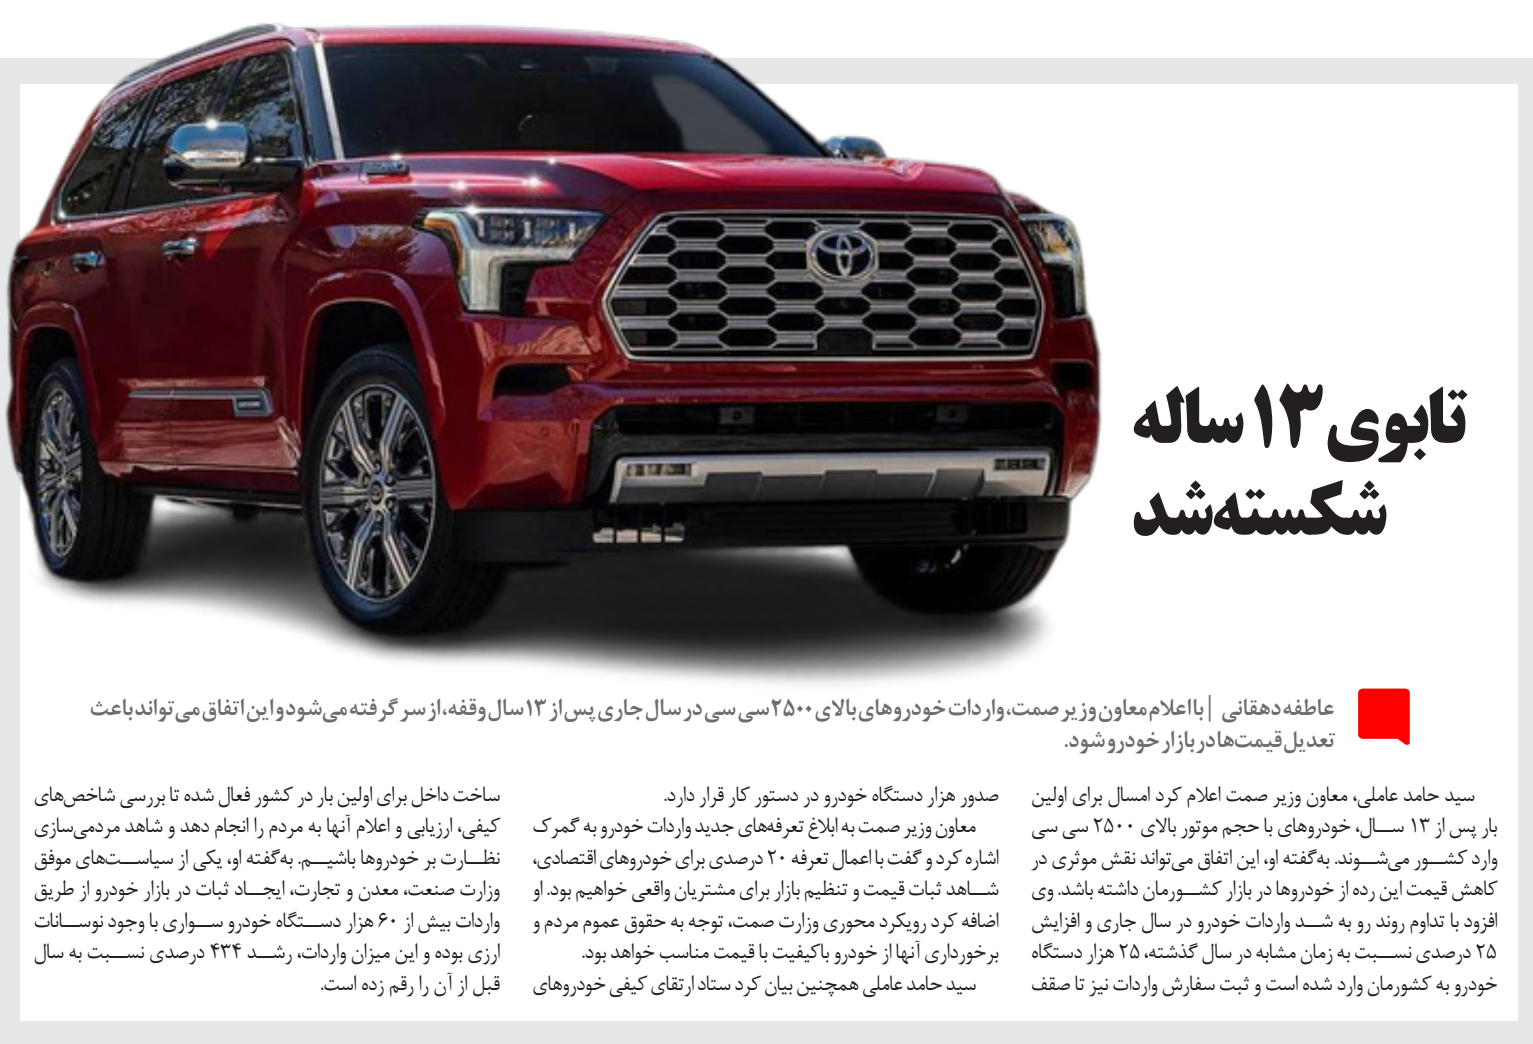 تابوی ۱۳ ساله
شکسته‌شد
عاطفه دهقانی | با اعلام معاون وزیر صمت، واردات خودروهای بالای ۲۵۰۰ سی سی در سال جاری پس از ۱۳ سال وقفه، از سر گرفته می‌شود و این اتفاق می‌تواند باعث
تعدیل قیمت‌ها در بازار خودرو شود.
سید حامد عاملی، معاون وزیر صمت اعلام کرد امسال برای اولین
بار پس از ۱۳ سال، خودروهای با حجم موتور بالای ۲۵۰۰ سی سی
وارد کشور می‌شوند. به‌گفته او، این اتفاق می‌تواند نقش موثری در
کاهش قیمت این رده از خودروها در بازار کشورمان داشته باشد. وی
افزود با تداوم روند رو به شد واردات خودرو در سال جاری و افزایش
۲۵ درصدی نسبت به زمان مشابه در سال گذشته، ۲۵ هزار دستگاه
خودرو به کشورمان وارد شده است و ثبت سفارش واردات نیز تا صقف
صدور هزار دستگاه خودرو در دستور کار قرار دارد.
معاون وزیر صمت به ابلاغ تعرفه‌های جدید واردات خودرو به گمرک
اشاره کرد و گفت با اعمال تعرفه ۲۰ درصدی برای خودروهای اقتصادی،
شاهد ثبات قیمت و تنظیم بازار برای مشتریان واقعی خواهیم بود. او
اضافه کرد رویکرد محوری وزارت صمت، توجه به حقوق عموم مردم و
برخورداری آنها از خودرو باکیفیت با قیمت مناسب خواهد بود.
سید حامد عاملی همچنین بیان کرد ستاد ارتقای کیفی خودروهای
ساخت داخل برای اولین بار در کشور فعال شده تا بررسی شاخص‌های
کیفی، ارزیابی و اعلام آنها به مردم را انجام دهد و شاهد مردمی‌سازی
نظارت بر خودروها باشیم. به‌گفته او، یکی از سیاست‌های موفق
وزارت صنعت، معدن و تجارت، ایجاد ثبات در بازار خودرو از طریق
واردات بیش از ۶۰ هزار دستگاه خودرو سواری با وجود نوسانات
ارزی بوده و این میزان واردات، رشد ۴۳۴ درصدی نسبت به سال
قبل از آن را رقم زده است.